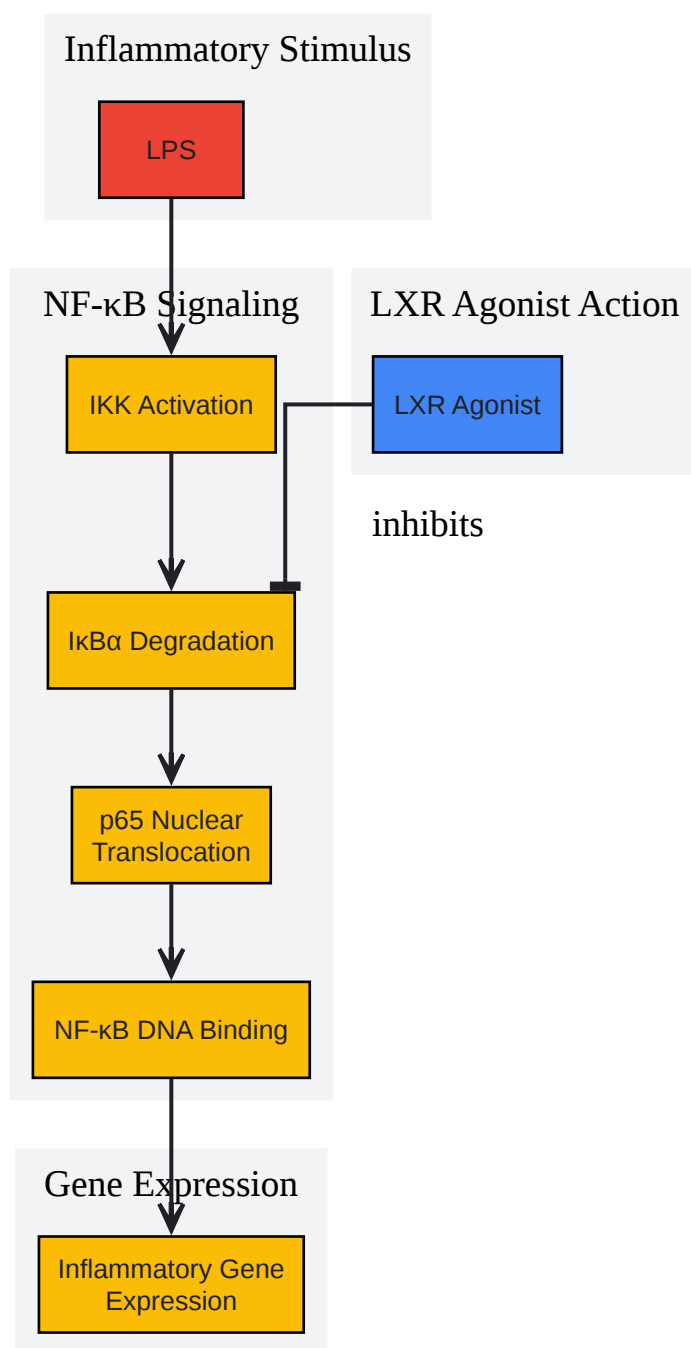 Inflammatory Stimulus
LPS
NF-κB Signaling
LXR Agonist Action
IKK Activation
LXR Agonist
inhibits
IκBα Degradation
p65 Nuclear
Translocation
NF-κB DNA Binding
Gene Expression
Inflammatory Gene
Expression